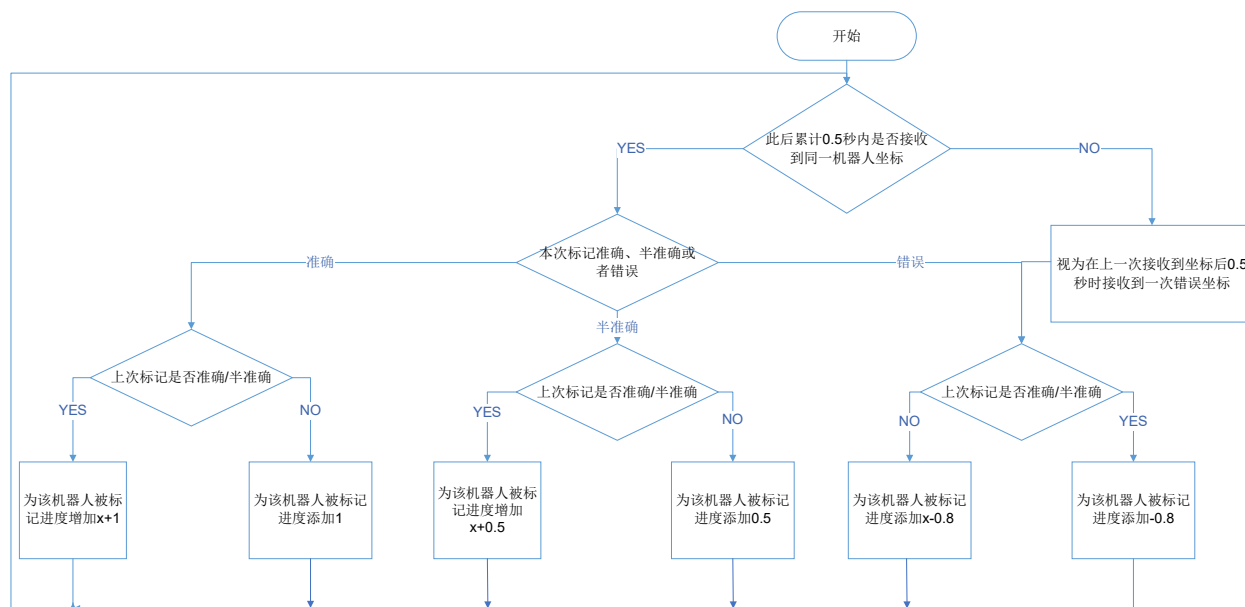 开始
此后累计0.5秒内是否接收
到同一机器人坐标
YES
NO
本次标记准确、半准确或
者错误
准确
错误
视为在上一次接收到坐标后0.5
秒时接收到一次错误坐标
半准确
上次标记是否准确/半准确
上次标记是否准确/半准确
上次标记是否准确/半准确
YES
NO
YES
NO
NO
YES
为该机器人被标
记进度增加x+1
为该机器人被标记
进度添加1
为该机器人被标
记进度增加
x+0.5
为该机器人被标记
进度添加0.5
为该机器人被标记
进度添加x-0.8
为该机器人被标记
进度添加-0.8